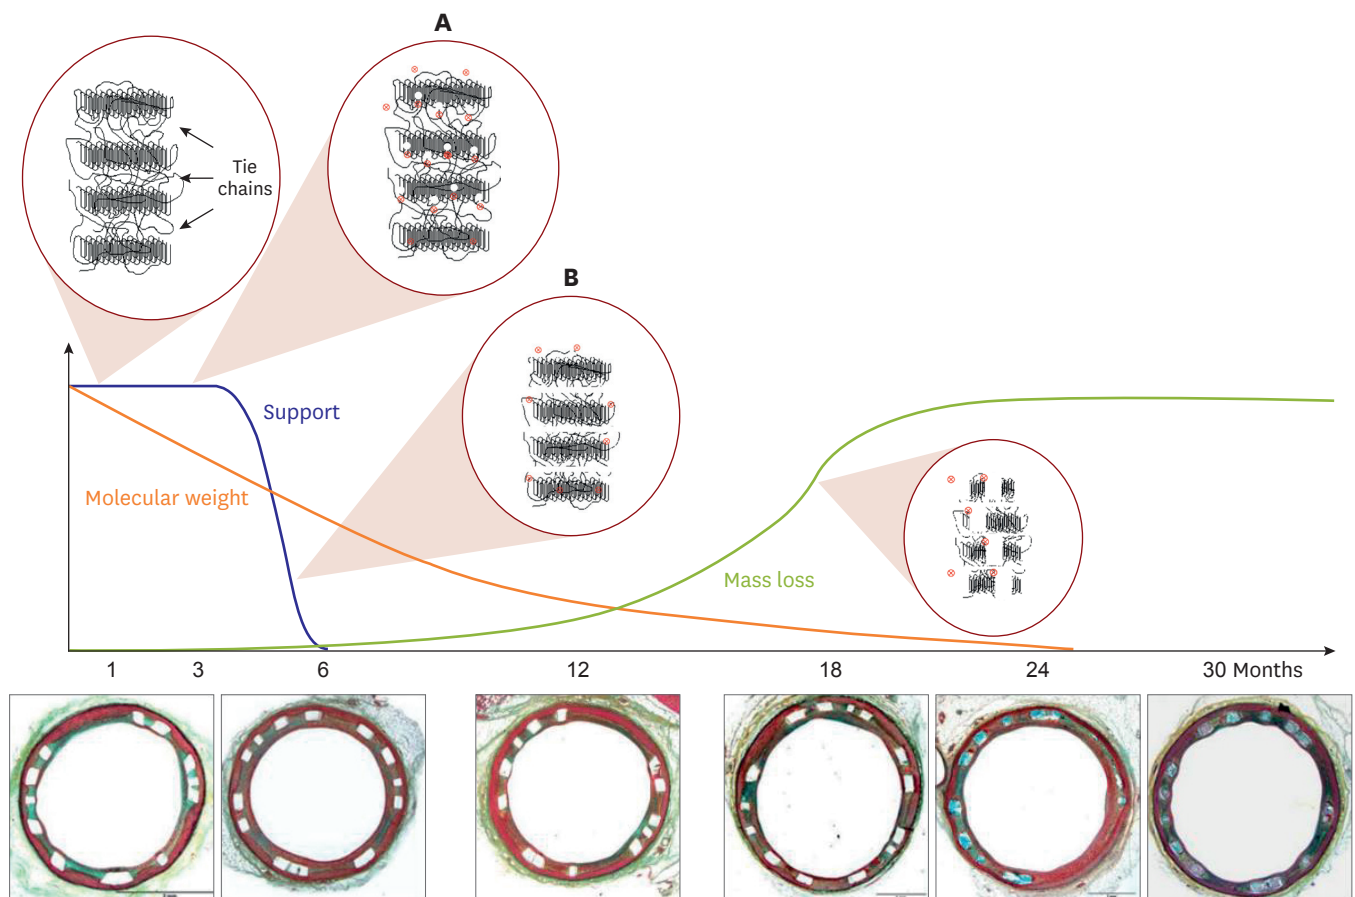 A
Tie
chains
B
Support
Molecular weight
Mass loss
1 3 6 12 18 24 30 Months